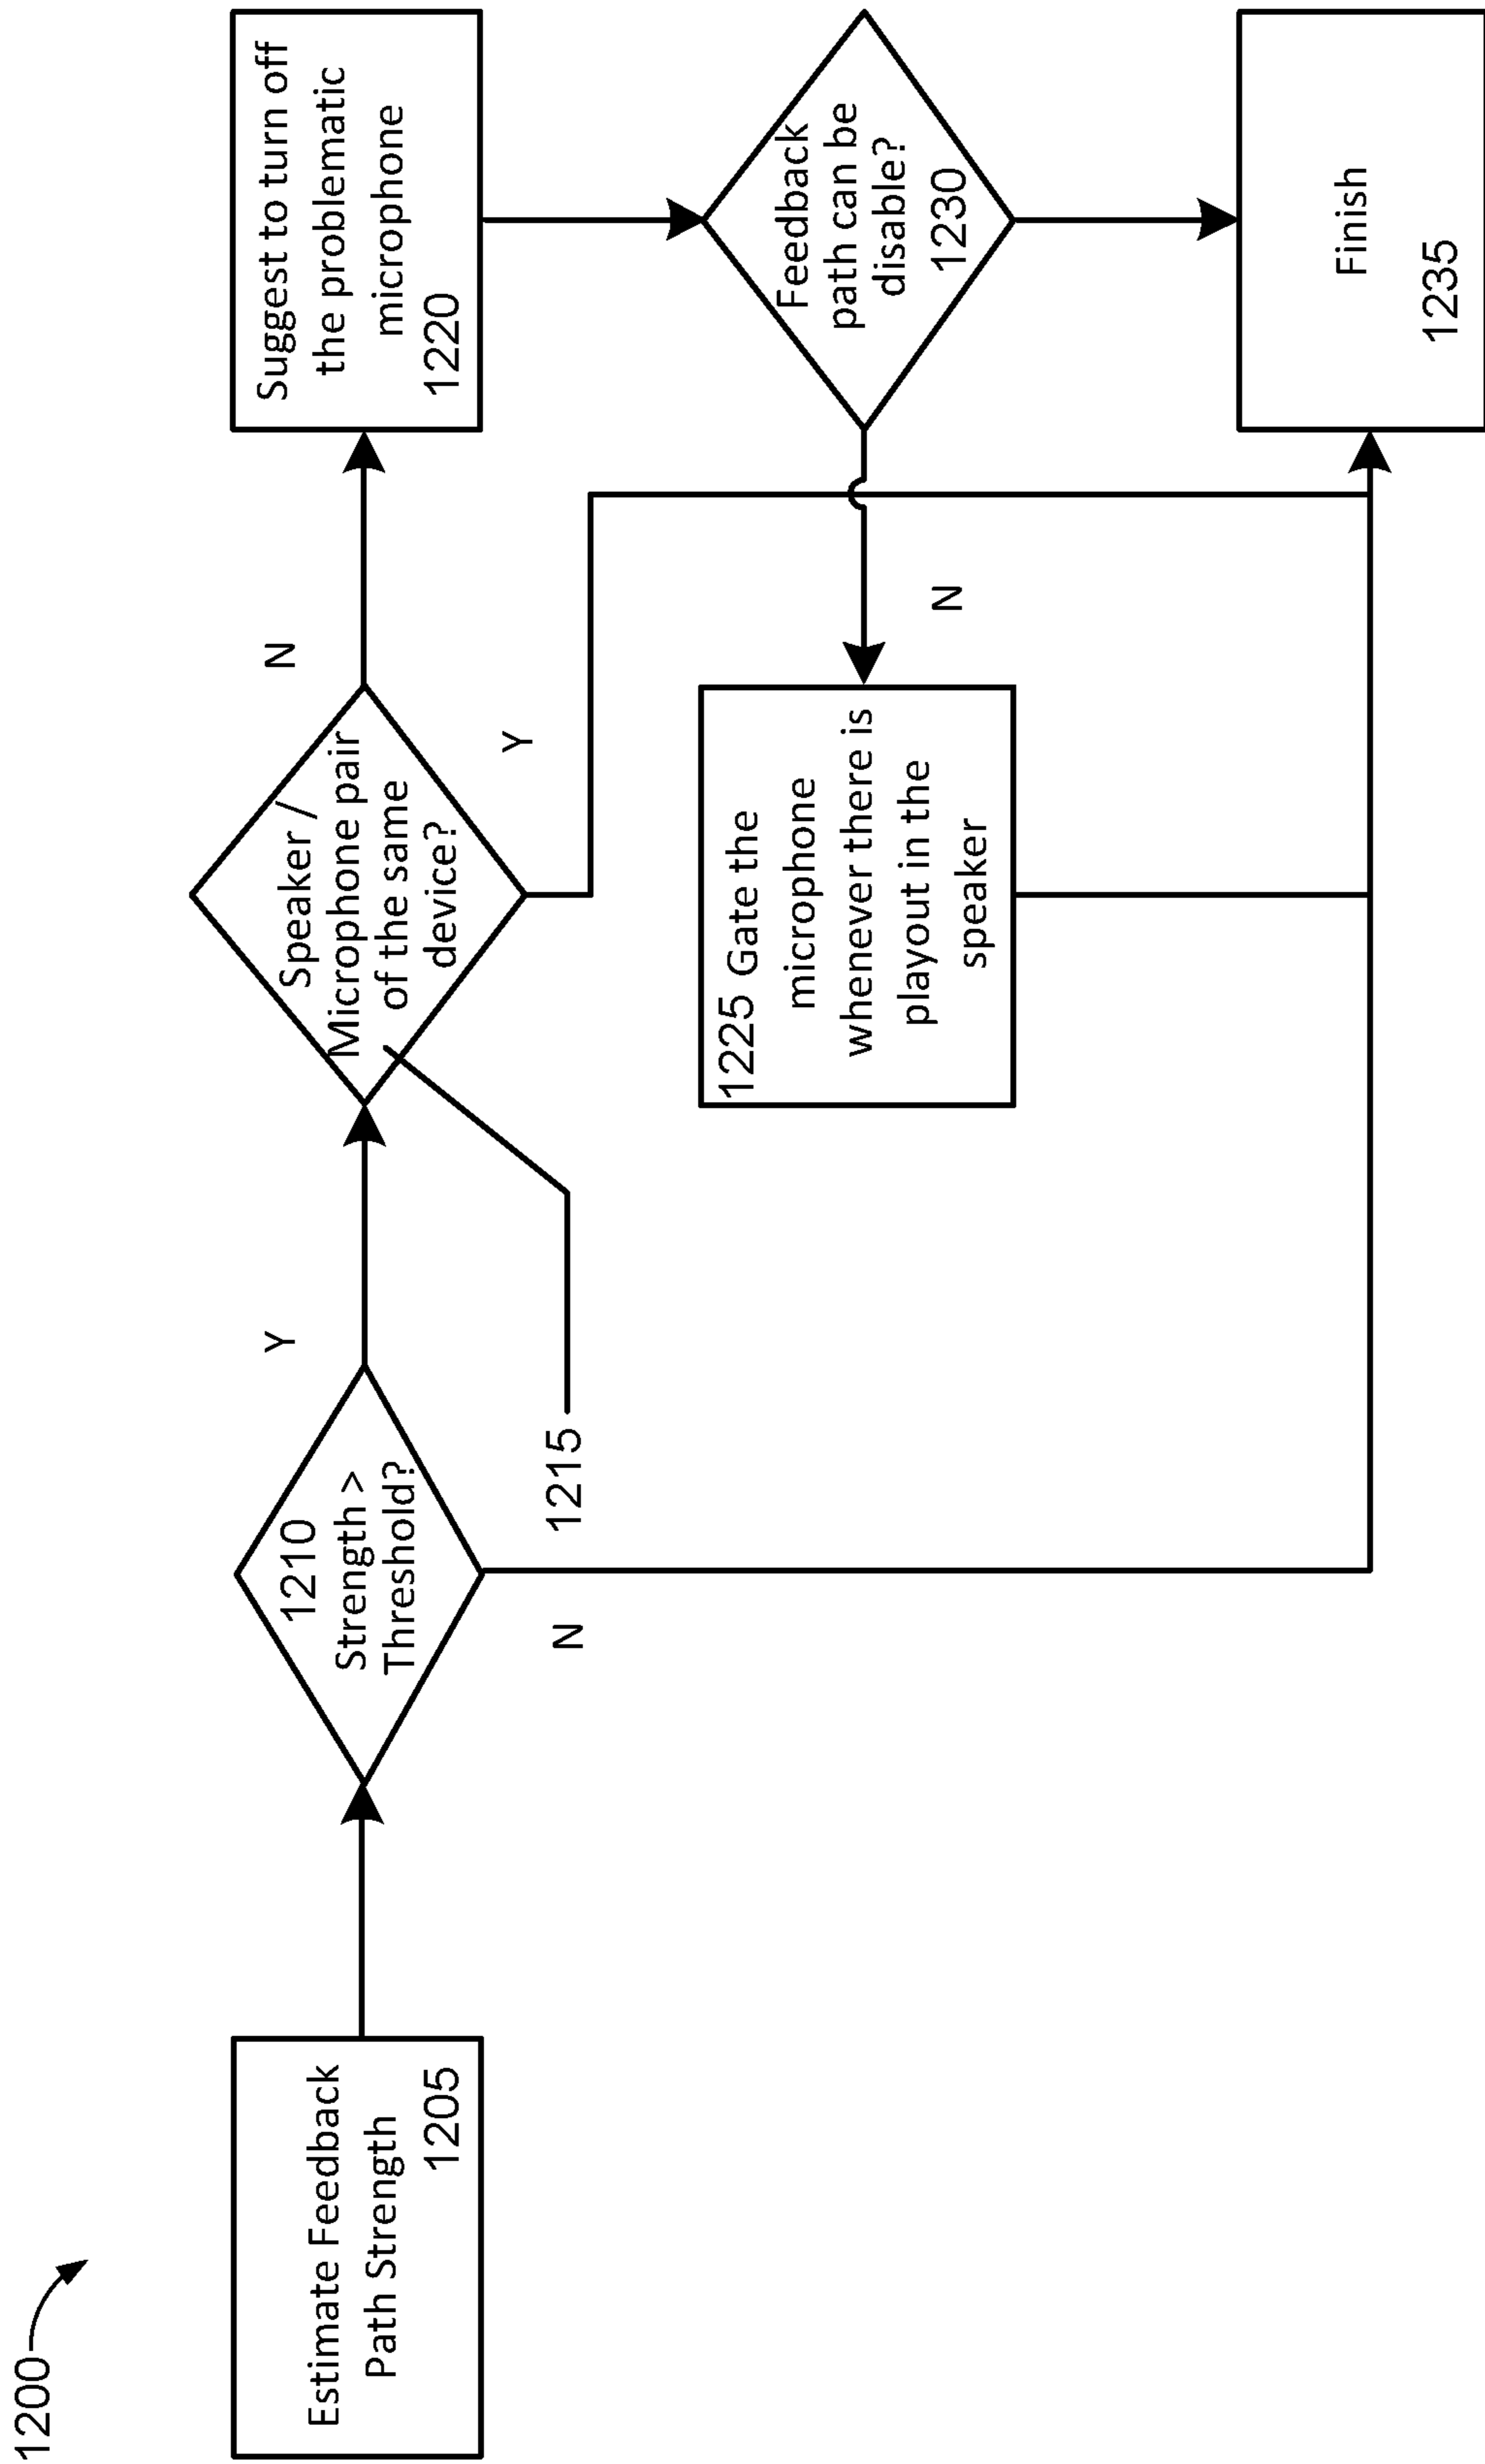 1200
Estimate Feedback
Path Strength
1205
1210
Strength >
Threshold?
Y
N
1215
Speaker /
Microphone pair
of the same
device?
N
Y
Suggest to turn off
the problematic
microphone
1220
1225 Gate the
microphone
whenever there is
playout in the
speaker
N
Feedback
path can be
disable?
1230
Finish
1235